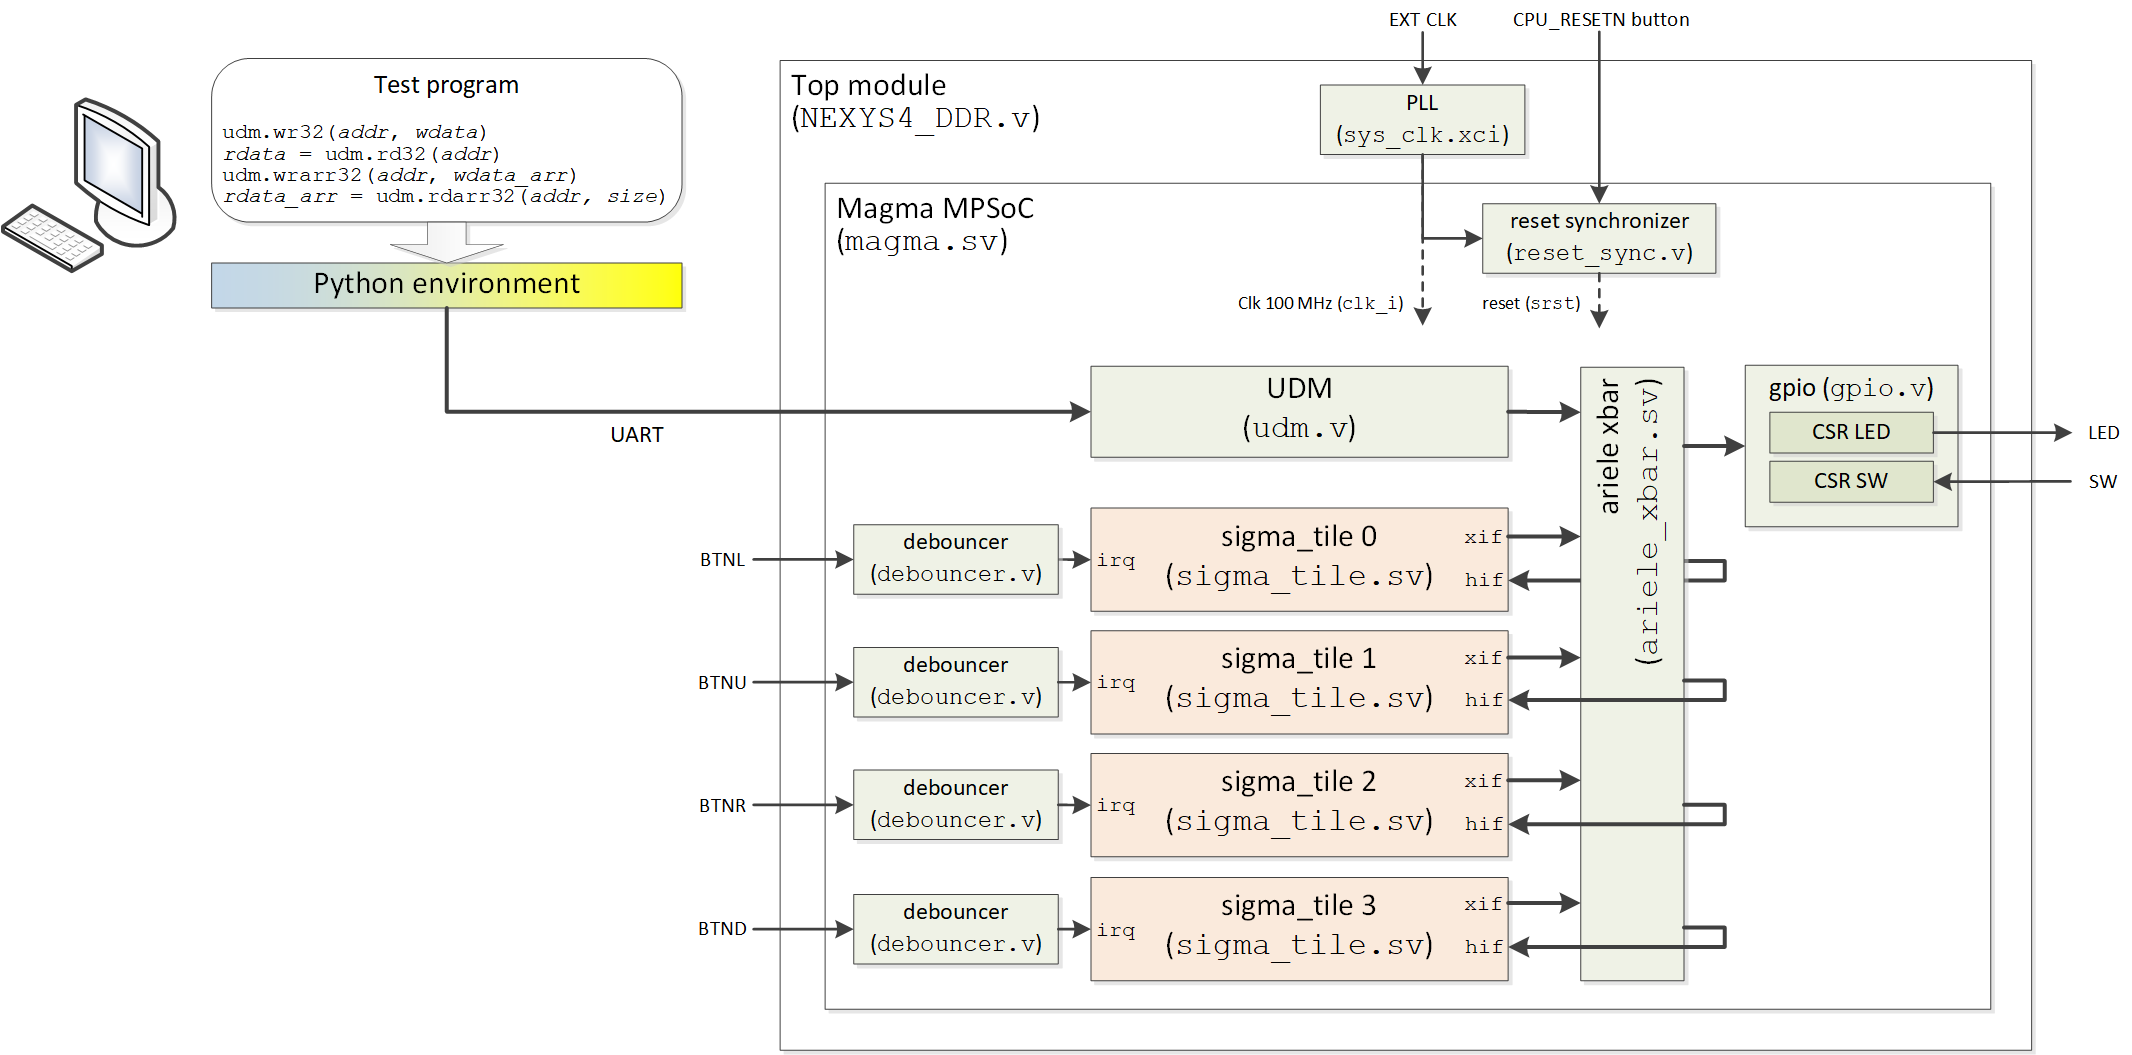 EXT CLK
CPU_RESETN button
Test program
udm.wr32(addr, wdata)
rdata = udm.rd32(addr)
udm.wrarr32(addr, wdata_arr)
rdata_arr = udm.rdarr32(addr, size)
Python environment
UART
Top module
(NEXYS4_DDR.v)
PLL
(sys_clk.xci)
Magma MPSoC
(magma.sv)
reset synchronizer
(reset_sync.v)
Clk 100 MHz (clk_i)
reset (srst)
UDM
(udm.v)
ariele xbar
(ariele_xbar.sv)
gpio (gpio.v)
CSR LED
LED
CSR SW
SW
BTNL
debouncer
(debouncer.v)
irq
sigma_tile 0
(sigma_tile.sv)
xif
hif
BTNU
debouncer
(debouncer.v)
irq
sigma_tile 1
(sigma_tile.sv)
xif
hif
BTNR
debouncer
(debouncer.v)
irq
sigma_tile 2
(sigma_tile.sv)
xif
hif
BTND
debouncer
(debouncer.v)
irq
sigma_tile 3
(sigma_tile.sv)
xif
hif